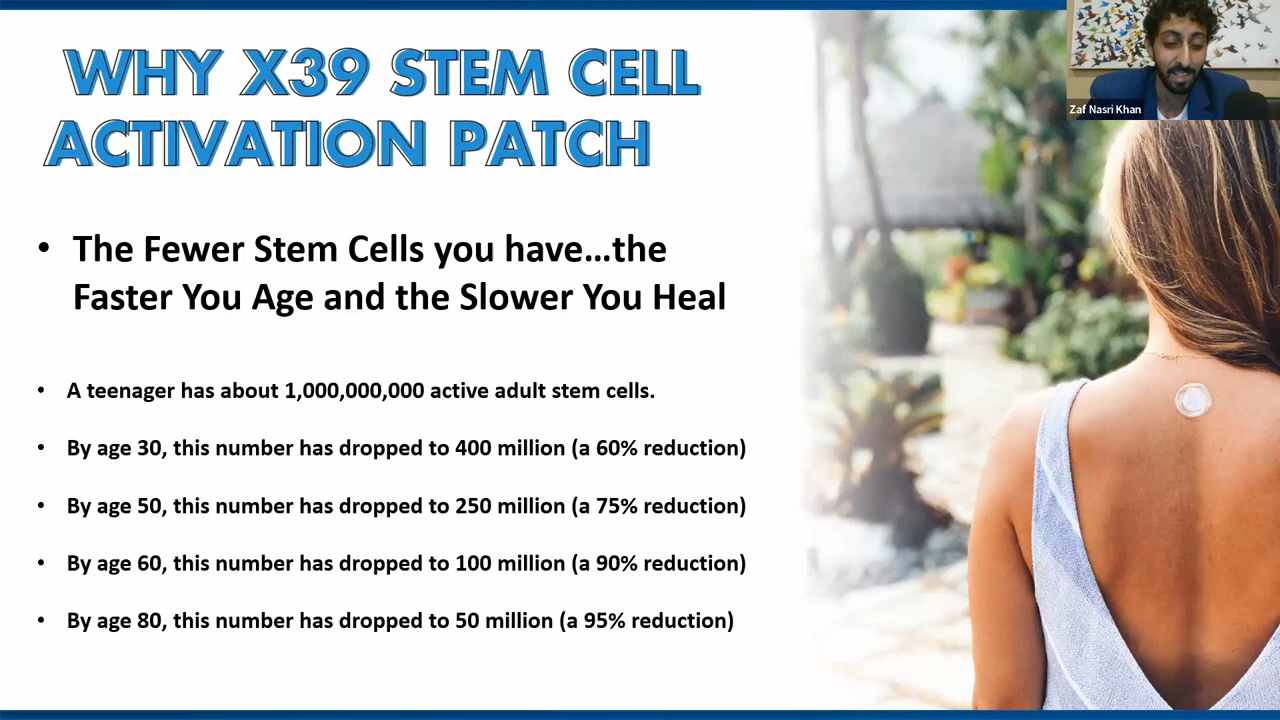 WHY X39 STEM CELL
ACTIVATION PATCH
Zaf Nasri Khan
• The Fewer Stem Cells you have...the
Faster You Age and the Slower You Heal
• A teenager has about 1,000,000,000 active adult stem cells.
• By age 30, this number has dropped to 400 million (a 60% reduction)
• By age 50, this number has dropped to 250 million (a 75% reduction)
• By age 60, this number has dropped to 100 million (a 90% reduction)
• By age 80, this number has dropped to 50 million (a 95% reduction)